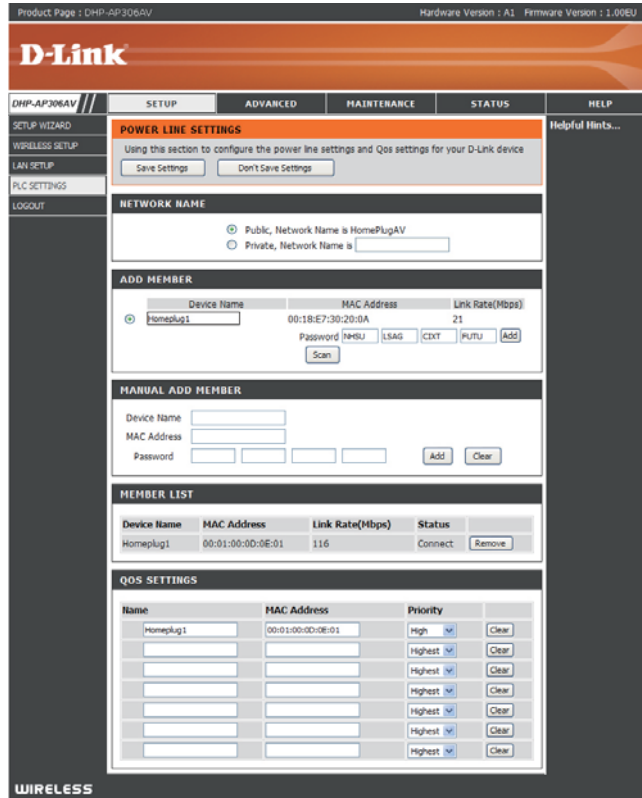 Product Page : DHP-AP306AV Hardware Version : A1 Firmware Version : 1.00EU
D-Link
DHP-AP306AV SETUP ADVANCED MAINTENANCE STATUS HELP
SETUP WIZARD
WIRELESS SETUP
LAN SETUP
PLC SETTINGS
LOGOUT
POWER LINE SETTINGS
Using this section to configure the power line settings and Qos settings for your D-Link device
Save Settings Don't Save Settings
Helpful Hints...
NETWORK NAME
Public, Network Name is HomePlugAV
Private, Network Name is
ADD MEMBER
Device Name MAC Address Link Rate(Mbps)
Homeplug1 00:18:E7:30:20:0A 21
Password NHSU LSAG CIXT FUTU Add
Scan
MANUAL ADD MEMBER
Device Name
MAC Address
Password Add Clear
MEMBER LIST
Device Name MAC Address Link Rate(Mbps) Status
Homeplug1 00:01:00:0D:0E:01 116 Connect Remove
QOS SETTINGS
Name MAC Address Priority
Homeplug1 00:01:00:0D:0E:01 High Clear
Highest Clear
Highest Clear
Highest Clear
Highest Clear
Highest Clear
Highest Clear
WIRELESS